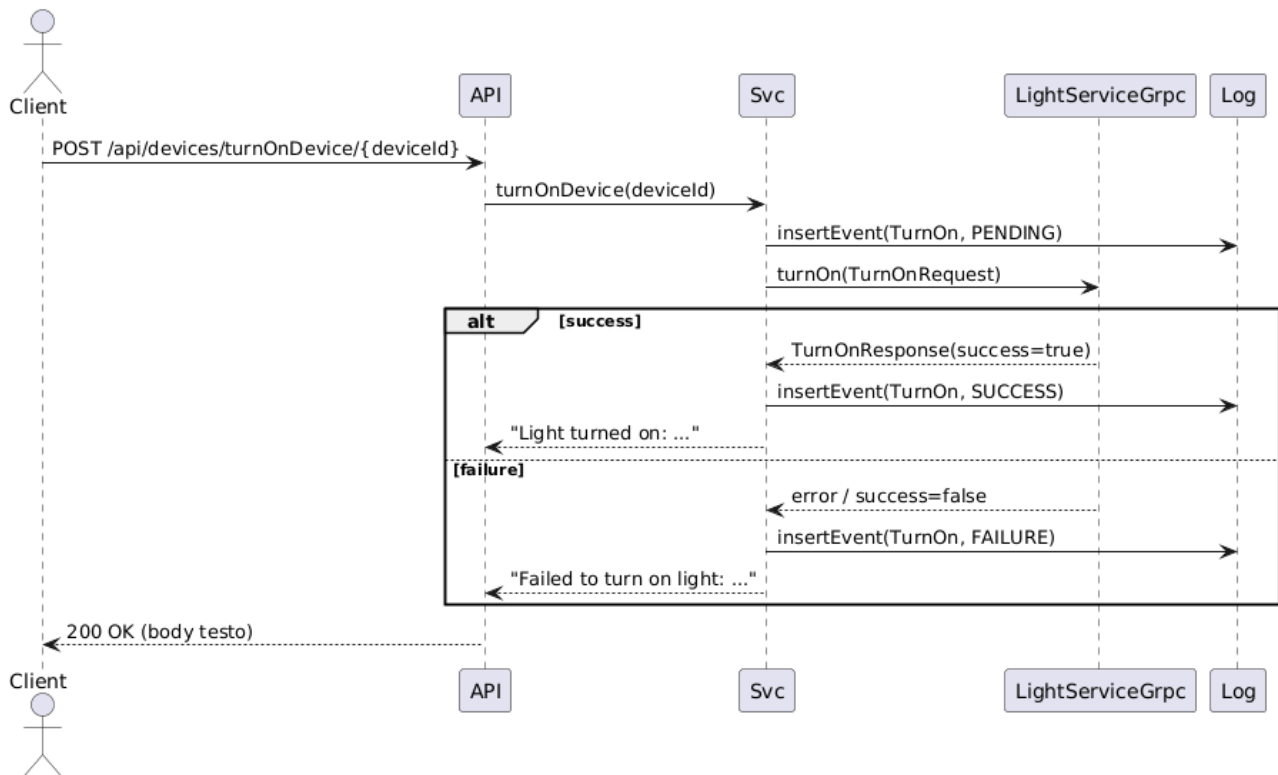 Client
API
Svc
LightServiceGrpc
Log
POST /api/devices/turnOnDevice/{deviceId}
turnOnDevice(deviceId)
insertEvent(TurnOn, PENDING)
turnOn(TurnOnRequest)
alt [success]
TurnOnResponse(success=true)
insertEvent(TurnOn, SUCCESS)
"Light turned on: ..."
[failure]
error / success=false
insertEvent(TurnOn, FAILURE)
"Failed to turn on light: ..."
200 OK (body testo)
Client
API
Svc
LightServiceGrpc
Log